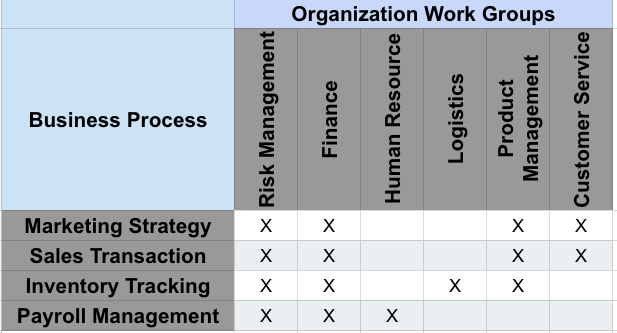 Organization Work Groups
Business Process
Risk Management
Finance
Human Resource
Logistics
Product
Management
Customer Service
Marketing Strategy X X X X
Sales Transaction X X X X
Inventory Tracking X X X X
Payroll Management X X X